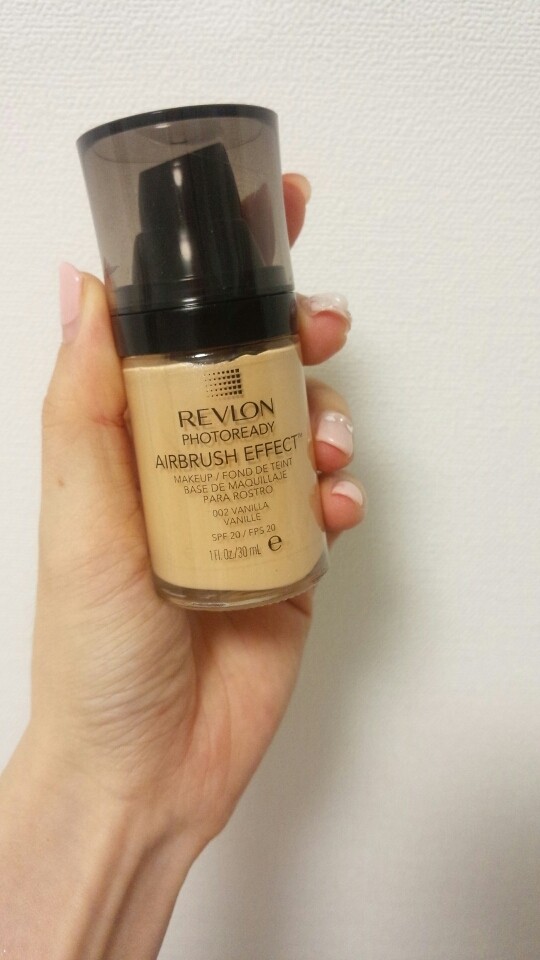 REVLON
PHOTOREADY
AIRBRUSH EFFECT™
MAKEUP / FOND DE TEINT
BASE DE MAQUILLAJE
PARA ROSTRO
002 VANILLA
VANILLE
SPF 20 / FPS 20
1 Fl. Oz/30 mL ℮